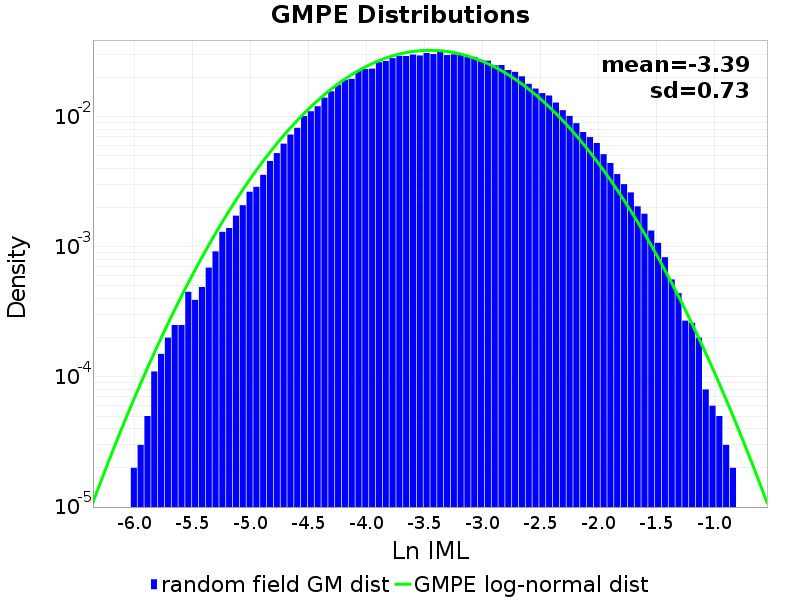 GMPE Distributions
mean=-3.39
sd=0.73
Density
10-2
10-3
10-4
10-5
-6.0 -5.5 -5.0 -4.5 -4.0 -3.5 -3.0 -2.5 -2.0 -1.5 -1.0
Ln IML
random field GM dist GMPE log-normal dist